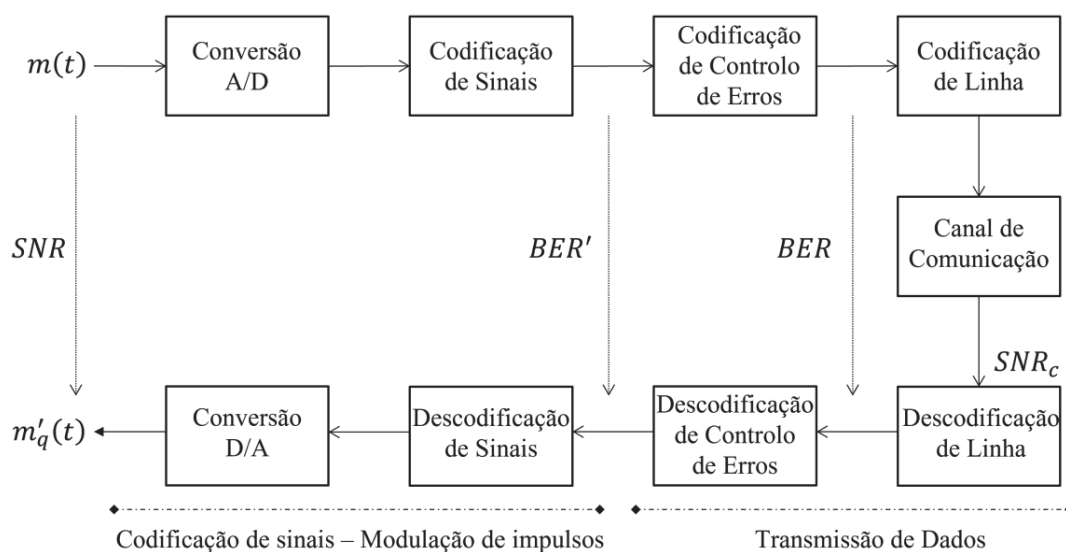 m(t)
Conversão
A/D
Codificação
de Sinais
Codificação
de Controlo
de Erros
Codificação
de Linha
SNR
BER'
BER
Canal de
Comunicação
SNR_c
m'_q(t)
Conversão
D/A
Descodificação
de Sinais
Descodificação
de Controlo
de Erros
Descodificação
de Linha
Codificação de sinais – Modulação de impulsos
Transmissão de Dados